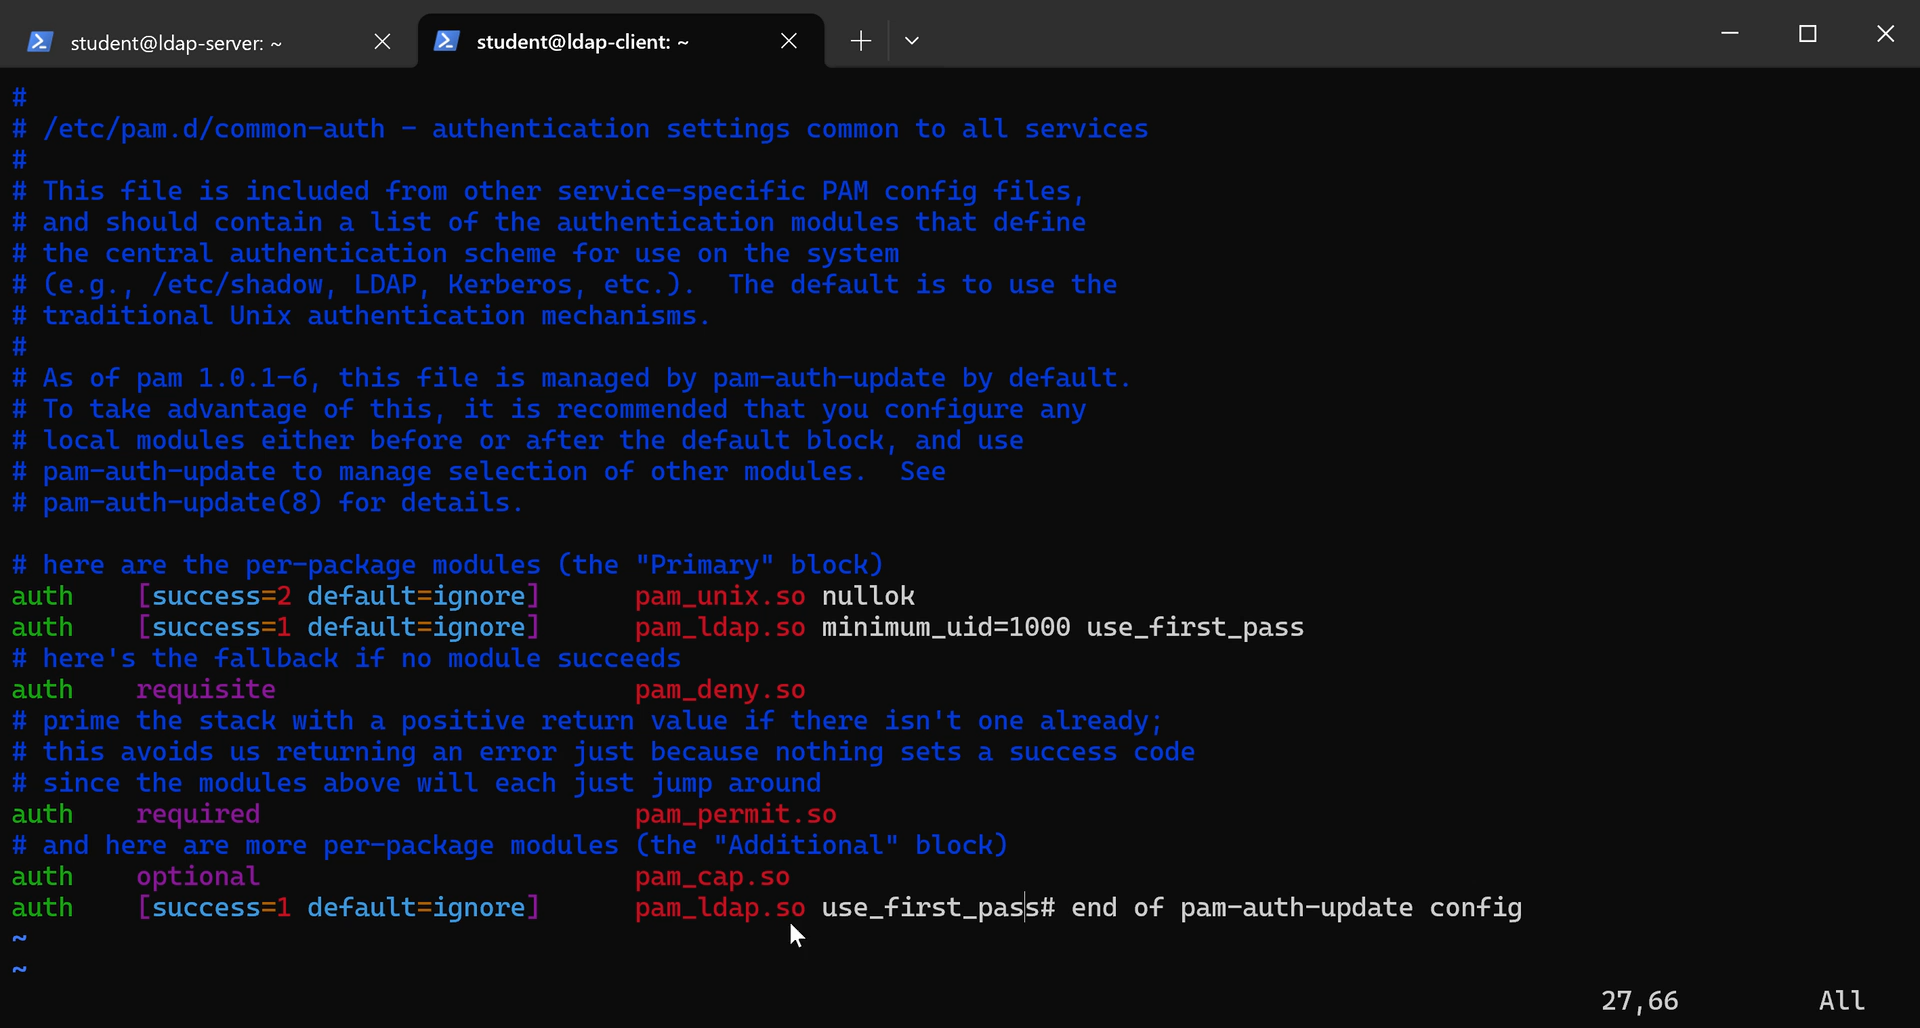 student@ldap-server: ~
student@ldap-client: ~
#
# /etc/pam.d/common-auth - authentication settings common to all services
#
# This file is included from other service-specific PAM config files,
# and should contain a list of the authentication modules that define
# the central authentication scheme for use on the system
# (e.g., /etc/shadow, LDAP, Kerberos, etc.).  The default is to use the
# traditional Unix authentication mechanisms.
#
# As of pam 1.0.1-6, this file is managed by pam-auth-update by default.
# To take advantage of this, it is recommended that you configure any
# local modules either before or after the default block, and use
# pam-auth-update to manage selection of other modules.  See
# pam-auth-update(8) for details.
# here are the per-package modules (the "Primary" block)
auth    [success=2 default=ignore]      pam_unix.so nullok
auth    [success=1 default=ignore]      pam_ldap.so minimum_uid=1000 use_first_pass
# here's the fallback if no module succeeds
auth    requisite                       pam_deny.so
# prime the stack with a positive return value if there isn't one already;
# this avoids us returning an error just because nothing sets a success code
# since the modules above will each just jump around
auth    required                        pam_permit.so
# and here are more per-package modules (the "Additional" block)
auth    optional                        pam_cap.so
auth    [success=1 default=ignore]      pam_ldap.so use_first_pass# end of pam-auth-update config
~
~
27,66         All